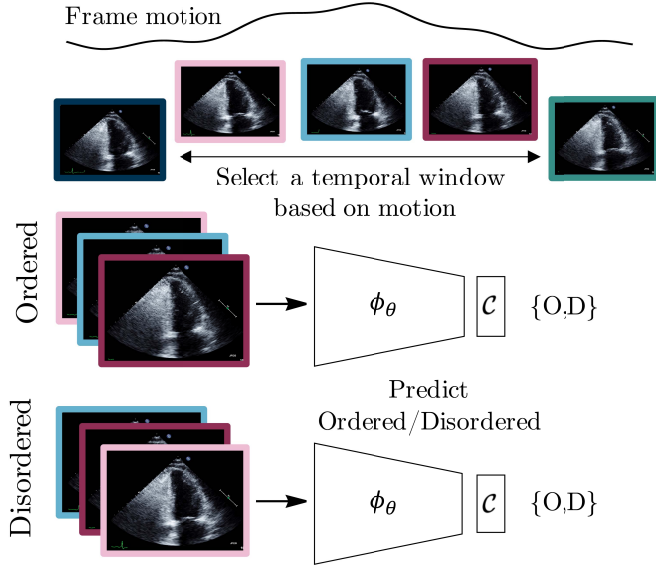 Frame motion
Select a temporal window
based on motion
Ordered
ϕθ
C
{O,D}
Predict
Ordered/Disordered
Disordered
ϕθ
C
{O,D}